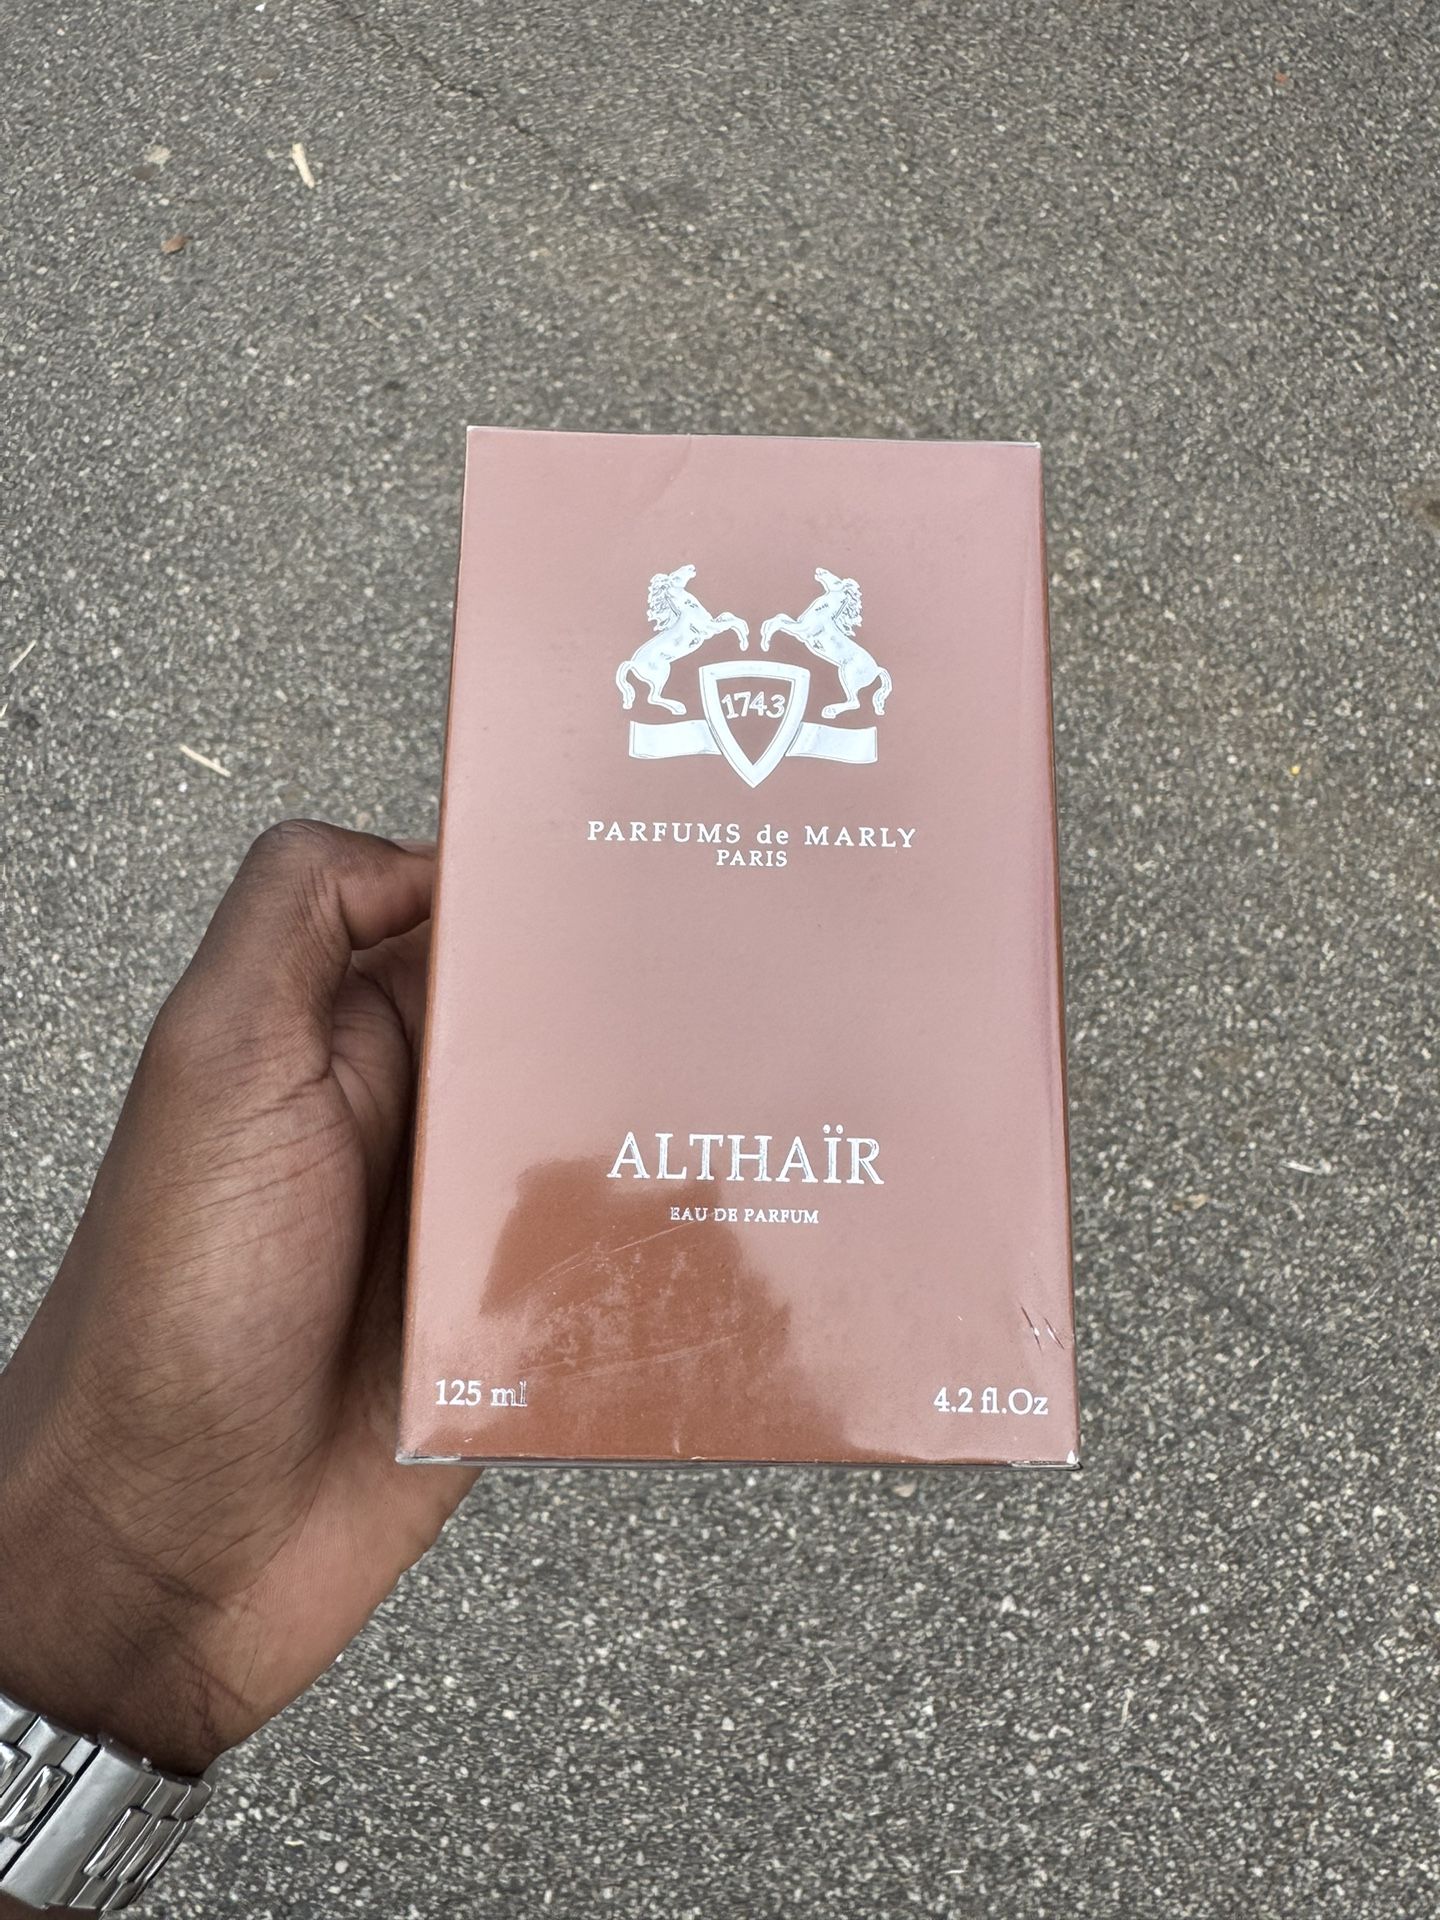 1743
PARFUMS de MARLY
PARIS
ALTHAÏR
EAU DE PARFUM
125 ml
4.2 fl.Oz